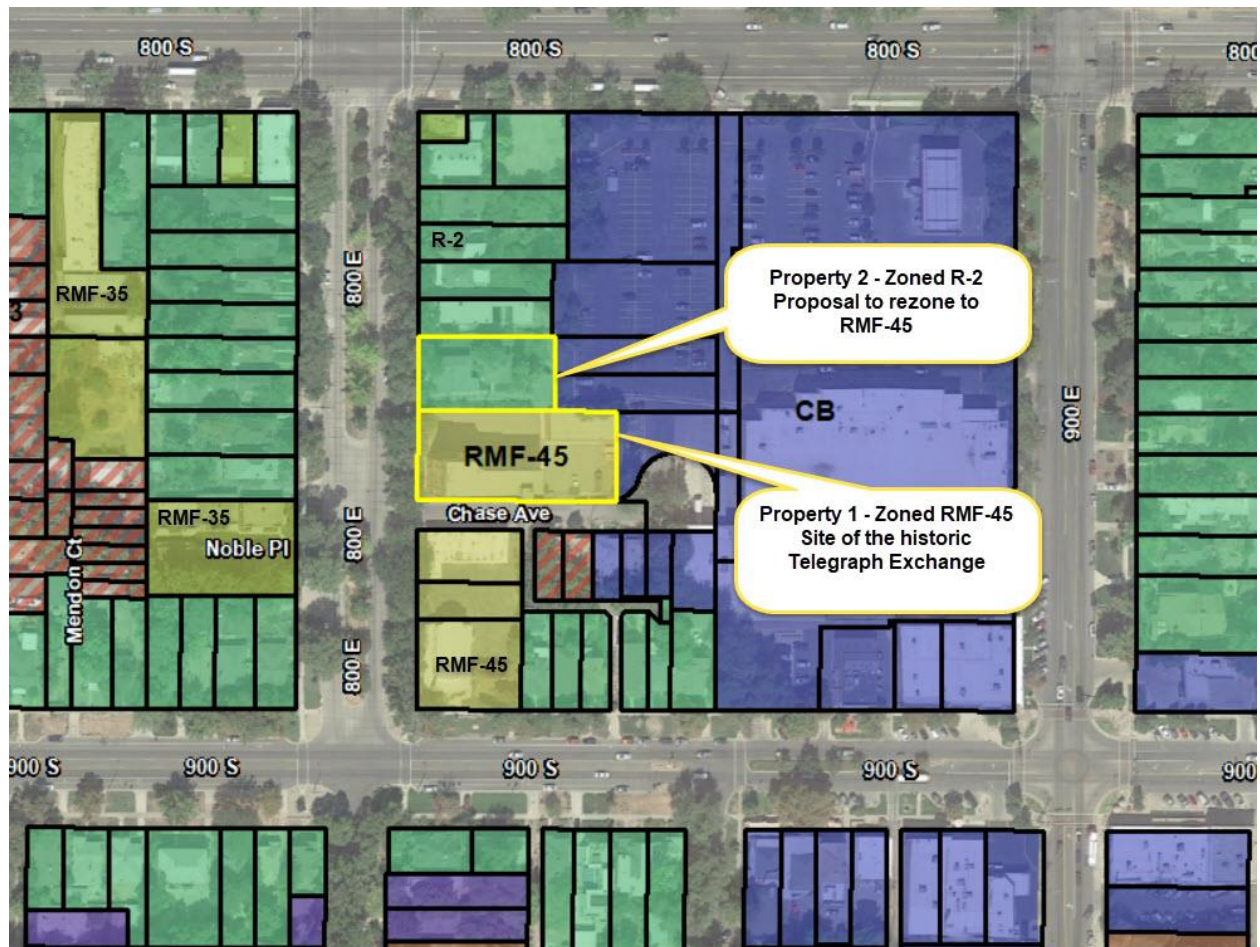 800 S
800 S
800 S
800
R-2
800 E
RMF-35
3
Property 2 - Zoned R-2
Proposal to rezone to
RMF-45
CB
900 E
RMF-45
Chase Ave
RMF-35
Noble Pl
800 E
Mendon Ct
Property 1 - Zoned RMF-45
Site of the historic
Telegraph Exchange
800 E
RMF-45
900 S
900 S
900 S
900 S
900